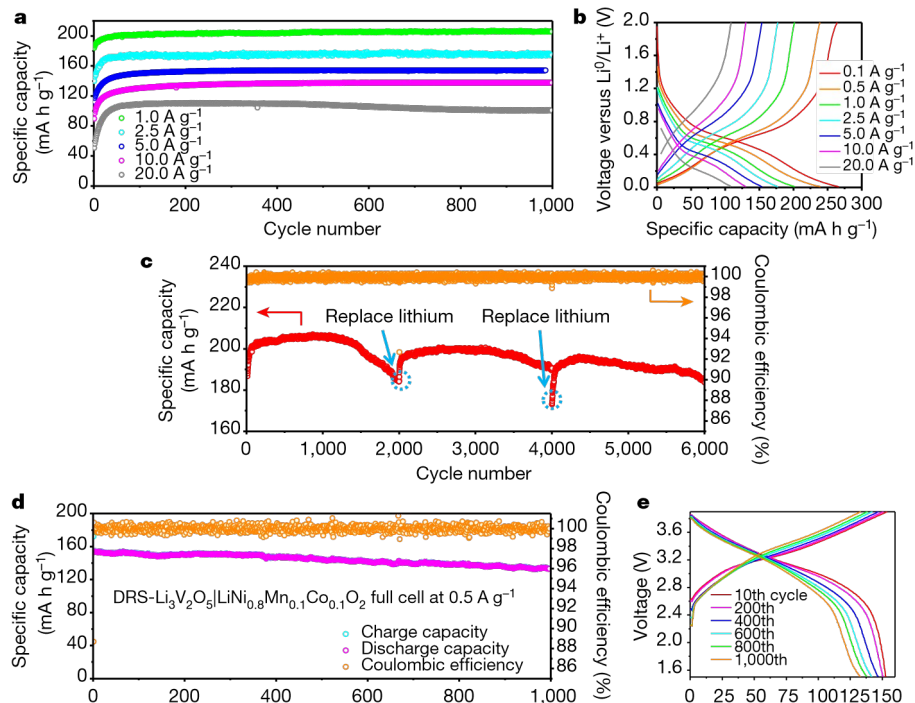 a
Specific capacity
(mA h g⁻¹)
200
160
120
80
40
0
200
400
600
800
1,000
Cycle number
1.0 A g⁻¹
2.5 A g⁻¹
5.0 A g⁻¹
10.0 A g⁻¹
20.0 A g⁻¹
b
Voltage versus Li⁰/Li⁺ (V)
2.0
1.6
1.2
0.8
0.4
0.0
0
50
100
150
200
250
300
Specific capacity (mA h g⁻¹)
0.1 A g⁻¹
0.5 A g⁻¹
1.0 A g⁻¹
2.5 A g⁻¹
5.0 A g⁻¹
10.0 A g⁻¹
20.0 A g⁻¹
c
Specific capacity
(mA h g⁻¹)
240
220
200
180
160
0
1,000
2,000
3,000
4,000
5,000
6,000
Cycle number
Replace lithium
Replace lithium
100
98
96
94
92
90
88
86
Coulombic efficiency (%)
d
Specific capacity
(mA h g⁻¹)
200
160
120
80
40
0
0
200
400
600
800
1,000
Cycle number
DRS-Li₃V₂O₅|LiNi₀.₈Mn₀.₁Co₀.₁O₂ full cell at 0.5 A g⁻¹
Charge capacity
Discharge capacity
Coulombic efficiency
100
98
96
94
92
90
88
86
Coulombic efficiency (%)
e
Voltage (V)
3.6
3.2
2.8
2.4
2.0
1.6
0
25
50
75
100
125
150
10th cycle
200th
400th
600th
800th
1,000th